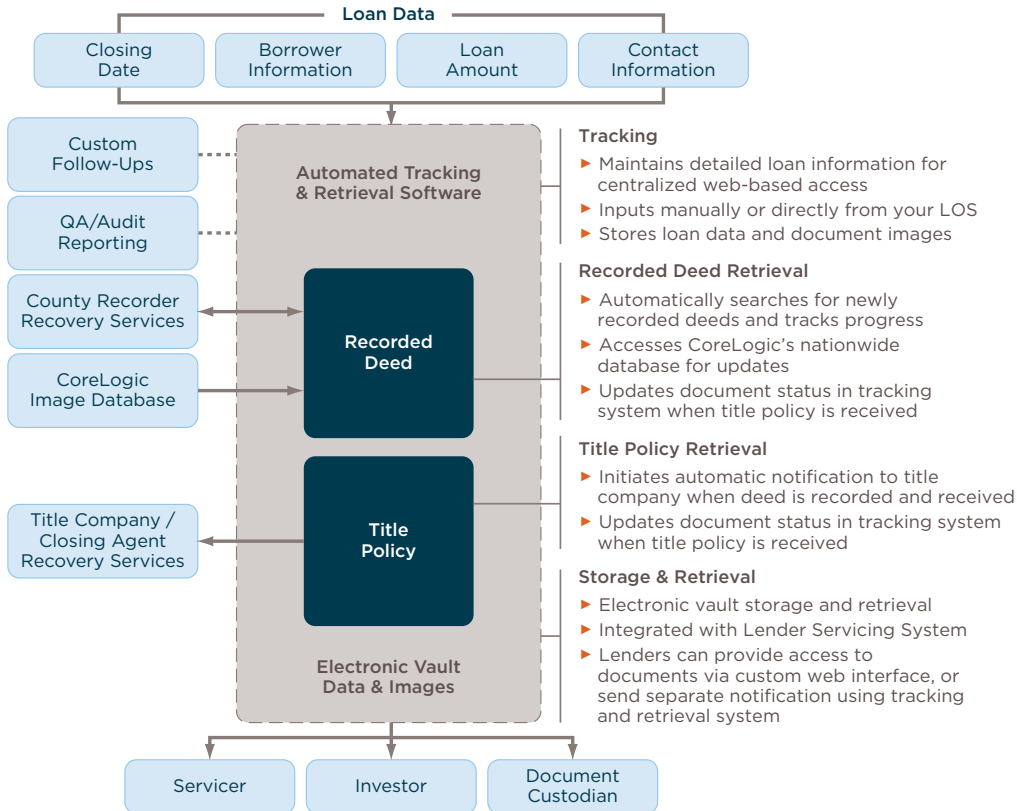 Loan Data
Closing
Date
Borrower
Information
Loan
Amount
Contact
Information
Custom
Follow-Ups
QA/Audit
Reporting
County Recorder
Recovery Services
CoreLogic
Image Database
Title Company /
Closing Agent
Recovery Services
Automated Tracking
& Retrieval Software
Recorded
Deed
Title
Policy
Electronic Vault
Data & Images
Tracking
► Maintains detailed loan information for
centralized web-based access
► Inputs manually or directly from your LOS
► Stores loan data and document images
Recorded Deed Retrieval
► Automatically searches for newly
recorded deeds and tracks progress
► Accesses CoreLogic’s nationwide
database for updates
► Updates document status in tracking
system when title policy is received
Title Policy Retrieval
► Initiates automatic notification to title
company when deed is recorded and received
► Updates document status in tracking system
when title policy is received
Storage & Retrieval
► Electronic vault storage and retrieval
► Integrated with Lender Servicing System
► Lenders can provide access to
documents via custom web interface, or
send separate notification using tracking
and retrieval system
Servicer
Investor
Document
Custodian